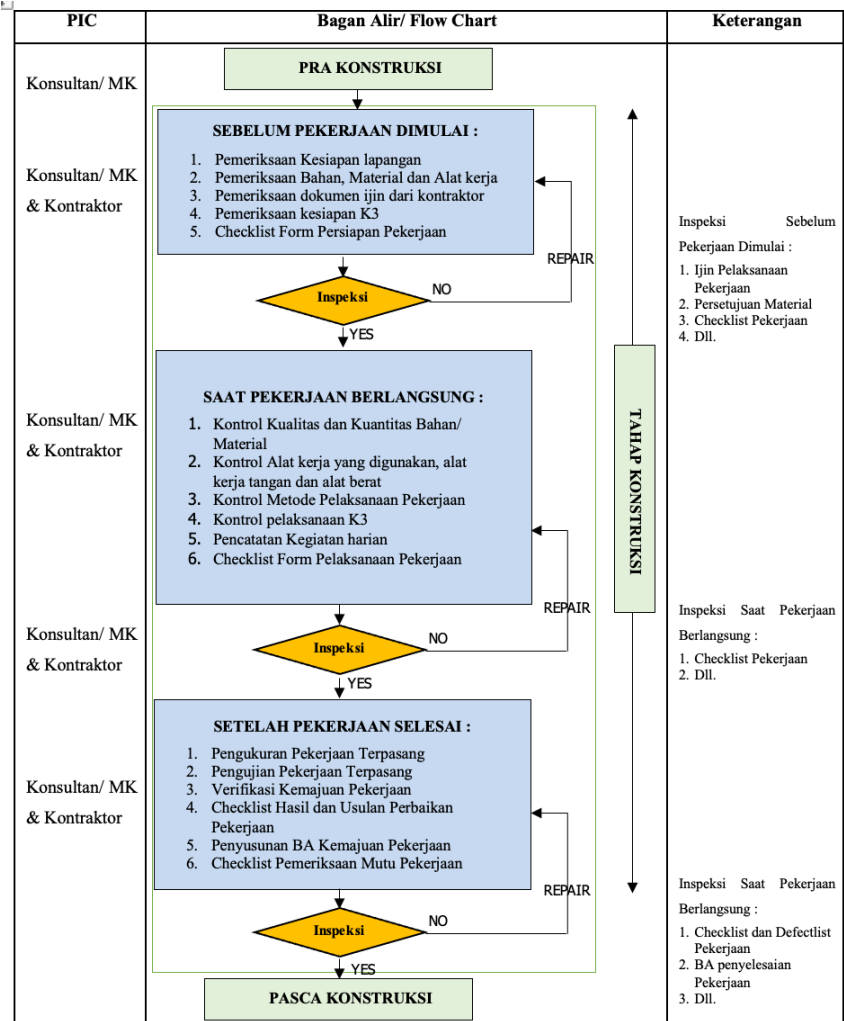 PIC
Bagan Alir/ Flow Chart
Keterangan
Konsultan/ MK
PRA KONSTRUKSI
Konsultan/ MK
& Kontraktor
SEBELUM PEKERJAAN DIMULAI :
1. Pemeriksaan Kesiapan lapangan
2. Pemeriksaan Bahan, Material dan Alat kerja
3. Pemeriksaan dokumen ijin dari kontraktor
4. Pemeriksaan kesiapan K3
5. Checklist Form Persiapan Pekerjaan
REPAIR
Inspeksi
NO
YES
Inspeksi Sebelum
Pekerjaan Dimulai :
1. Ijin Pelaksanaan
Pekerjaan
2. Persetujuan Material
3. Checklist Pekerjaan
4. Dll.
TAHAP KONSTRUKSI
Konsultan/ MK
& Kontraktor
SAAT PEKERJAAN BERLANGSUNG :
1. Kontrol Kualitas dan Kuantitas Bahan/
Material
2. Kontrol Alat kerja yang digunakan, alat
kerja tangan dan alat berat
3. Kontrol Metode Pelaksanaan Pekerjaan
4. Kontrol pelaksanaan K3
5. Pencatatan Kegiatan harian
6. Checklist Form Pelaksanaan Pekerjaan
REPAIR
Konsultan/ MK
& Kontraktor
Inspeksi
NO
YES
Inspeksi Saat Pekerjaan
Berlangsung :
1. Checklist Pekerjaan
2. Dll.
Konsultan/ MK
& Kontraktor
SETELAH PEKERJAAN SELESAI :
1. Pengukuran Pekerjaan Terpasang
2. Pengujian Pekerjaan Terpasang
3. Verifikasi Kemajuan Pekerjaan
4. Checklist Hasil dan Usulan Perbaikan
Pekerjaan
5. Penyusunan BA Kemajuan Pekerjaan
6. Checklist Pemeriksaan Mutu Pekerjaan
REPAIR
Inspeksi
NO
YES
Inspeksi Saat Pekerjaan
Berlangsung :
1. Checklist dan Defectlist
Pekerjaan
2. BA penyelesaian
Pekerjaan
3. Dll.
PASCA KONSTRUKSI